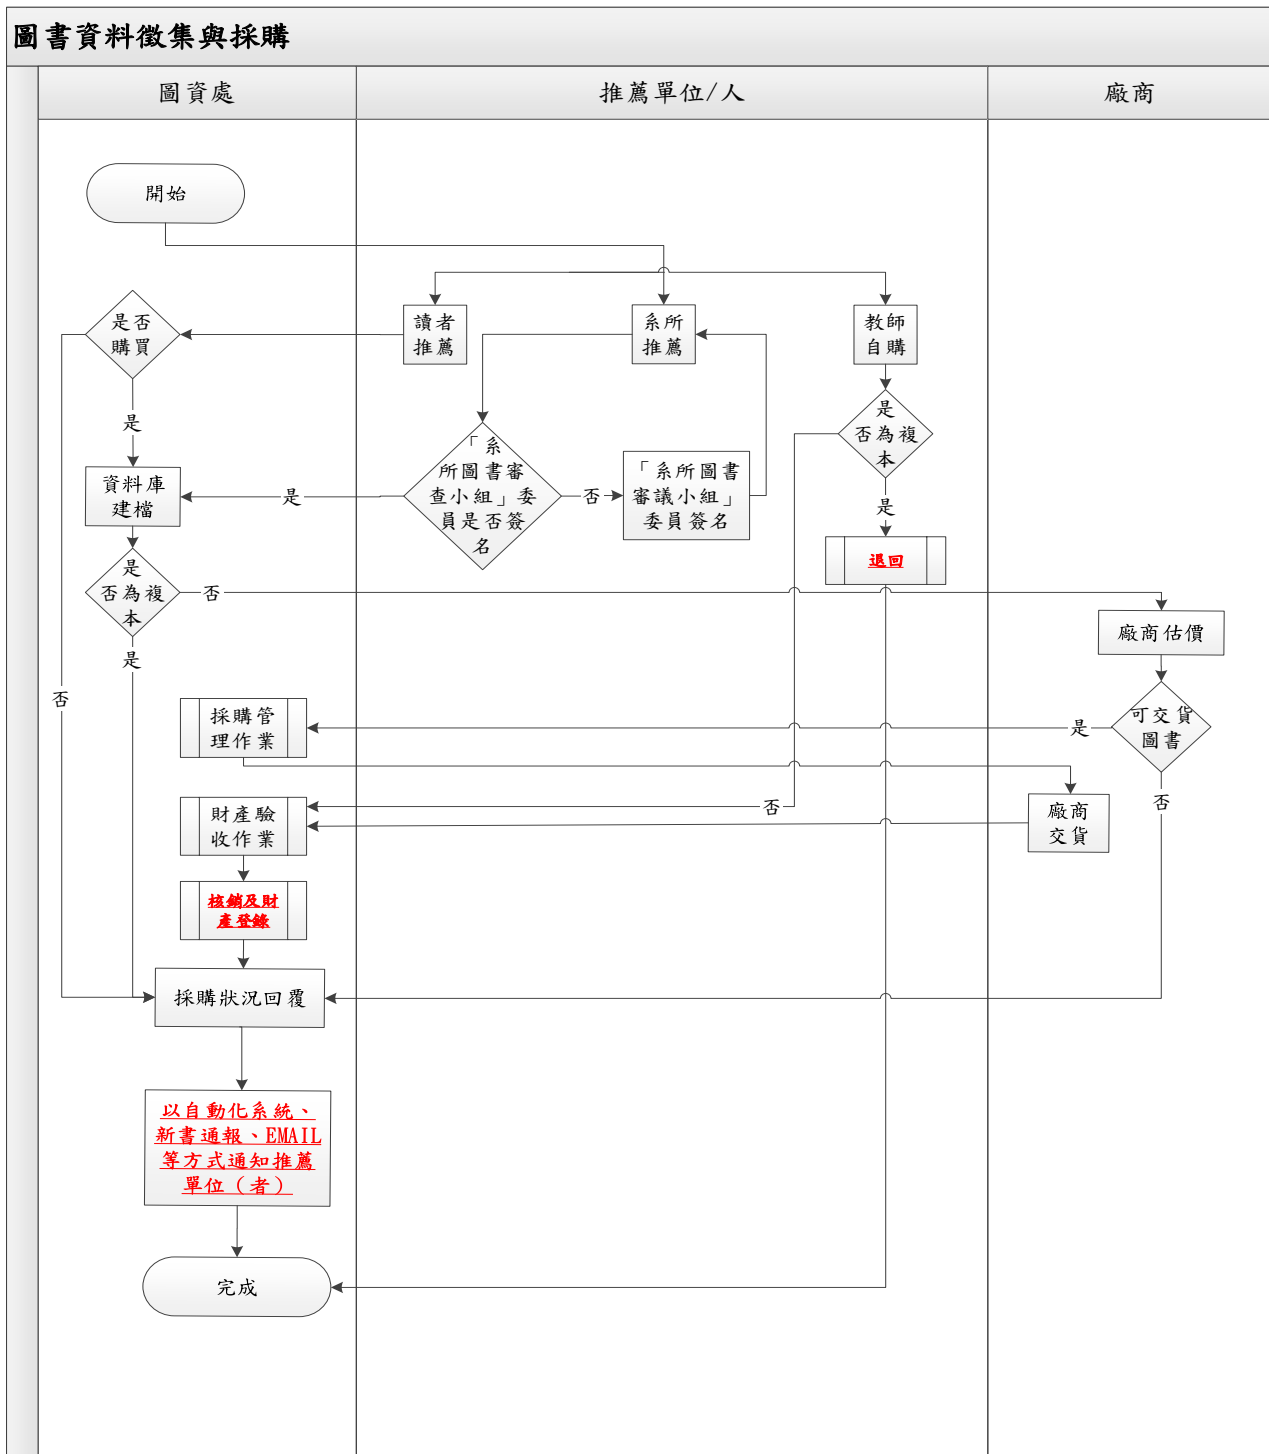 圖書資料徵集與採購
圖資處
推薦單位/人
廠商
開始
是否
購買
讀者
推薦
系所
推薦
教師
自購
是
「系
所圖書審
查小組」委
員是否簽
名
是
否
「系所圖書
審議小組」
委員簽名
是
否為複
本
是
退回
資料庫
建檔
是
否為複
本
否
是
否
廠商估價
可交貨
圖書
是
否
採購管
理作業
廠商
交貨
否
財產驗
收作業
核銷及財
產登錄
採購狀況回覆
以自動化系統、
新書通報、EMAIL
等方式通知推薦
單位（者）
完成